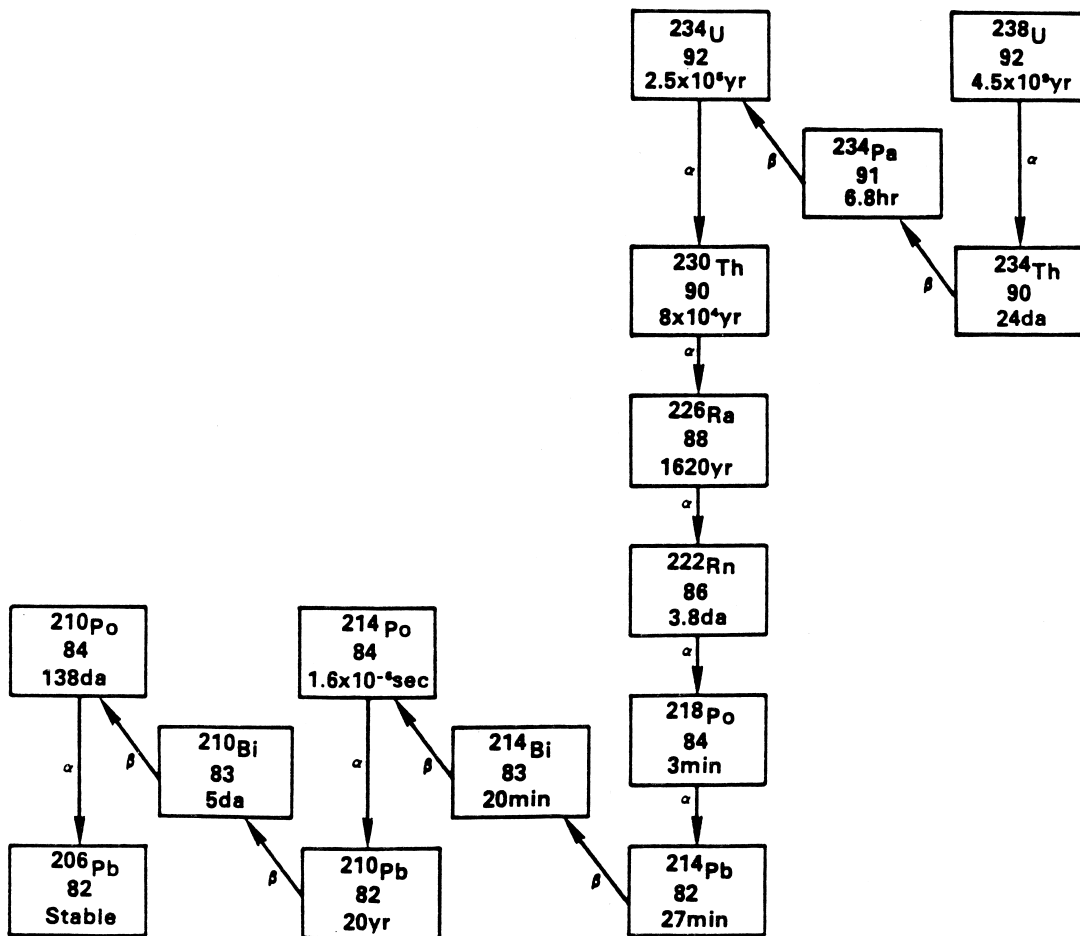 234U
92
2.5x10⁵yr
238U
92
4.5x10⁹yr
α
β
234Pa
91
6.8hr
α
230Th
90
8x10⁴yr
β
234Th
90
24da
α
226Ra
88
1620yr
α
222Rn
86
3.8da
α
210Po
84
138da
214Po
84
1.6x10⁻⁶sec
218Po
84
3min
α
β
210Bi
83
5da
α
β
214Bi
83
20min
α
206Pb
82
Stable
β
210Pb
82
20yr
β
214Pb
82
27min